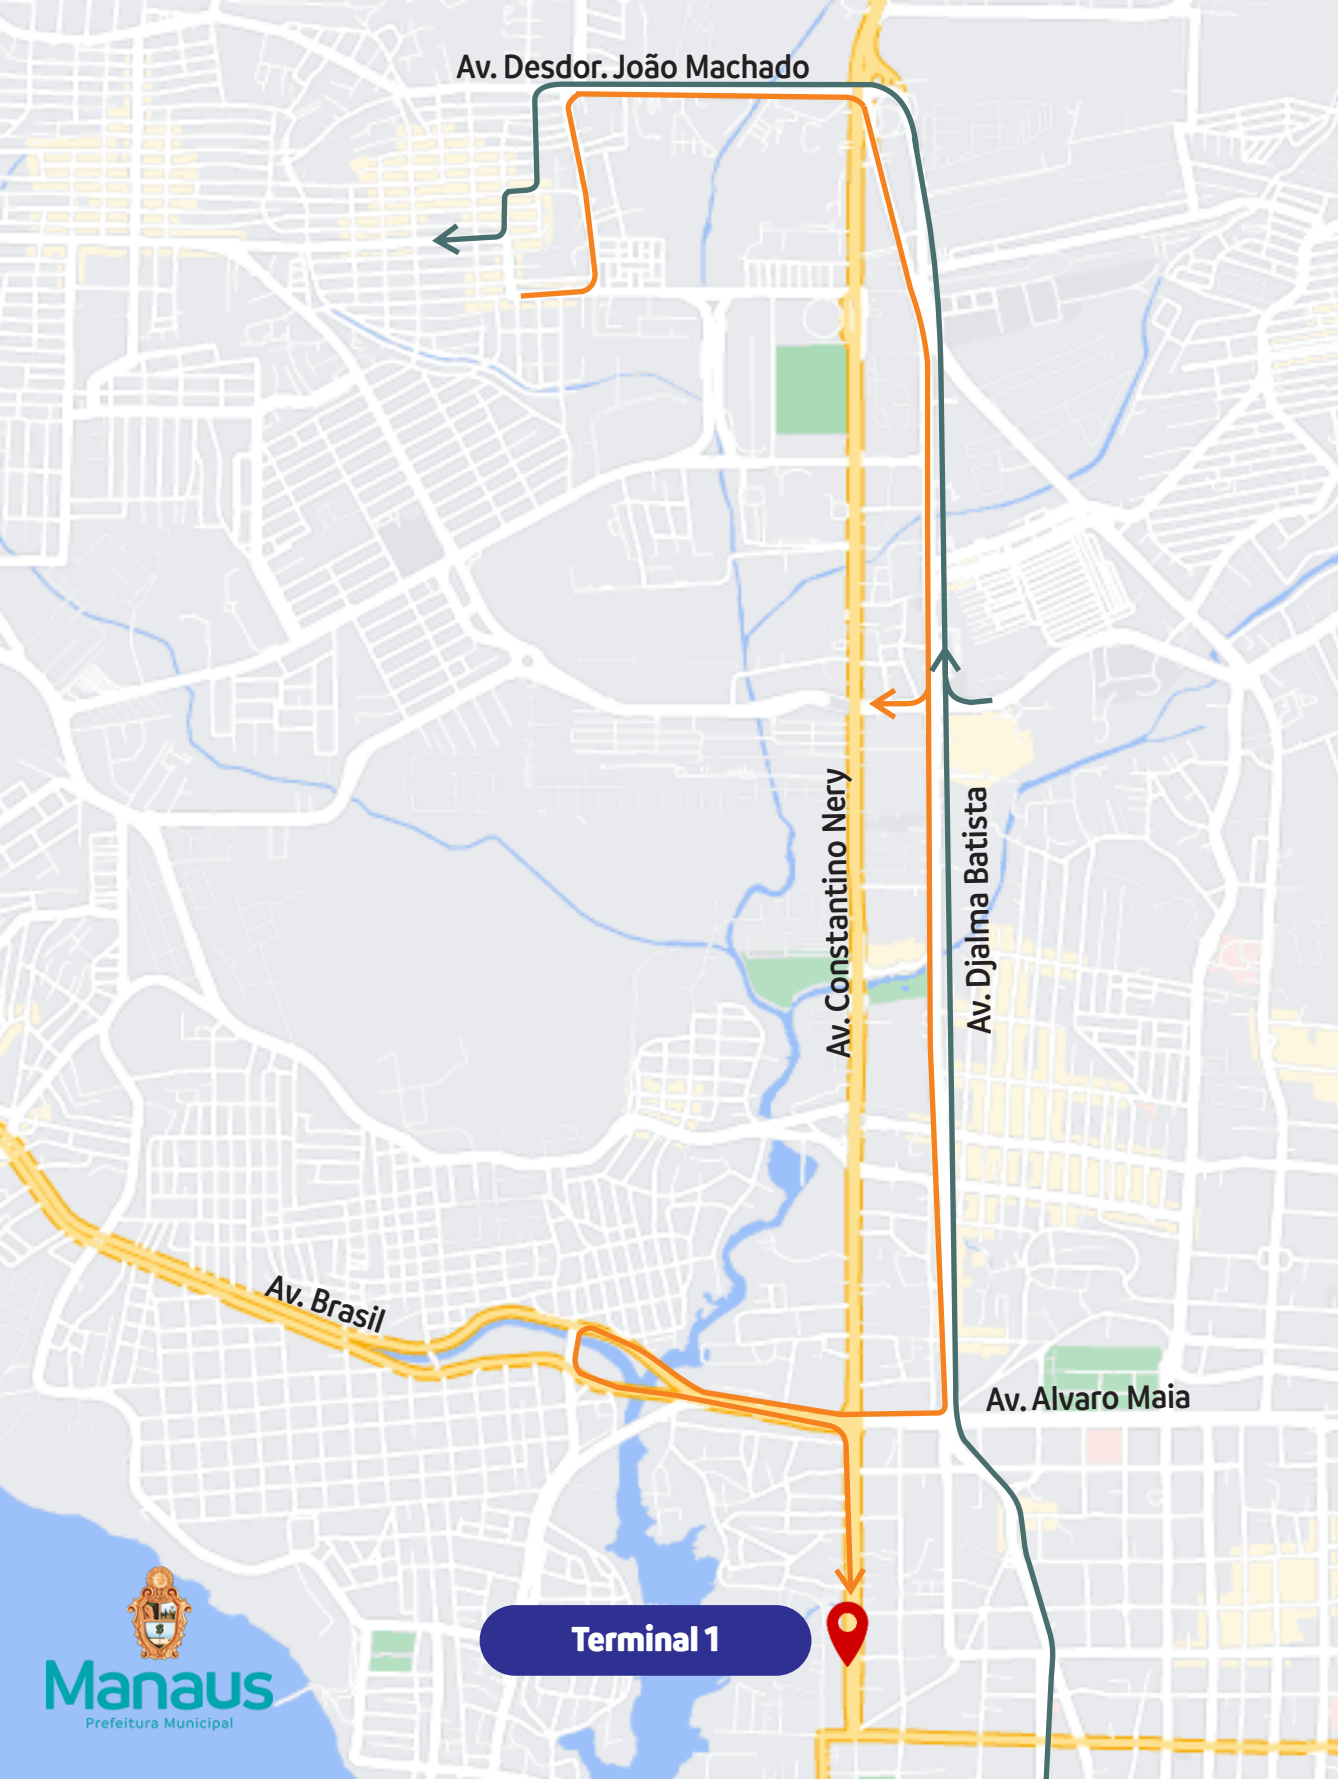 Av. Desdor. João Machado
Av. Constantino Nery
Av. Djalma Batista
Av. Brasil
Av. Alvaro Maia
Terminal 1
Manaus
Prefeitura Municipal